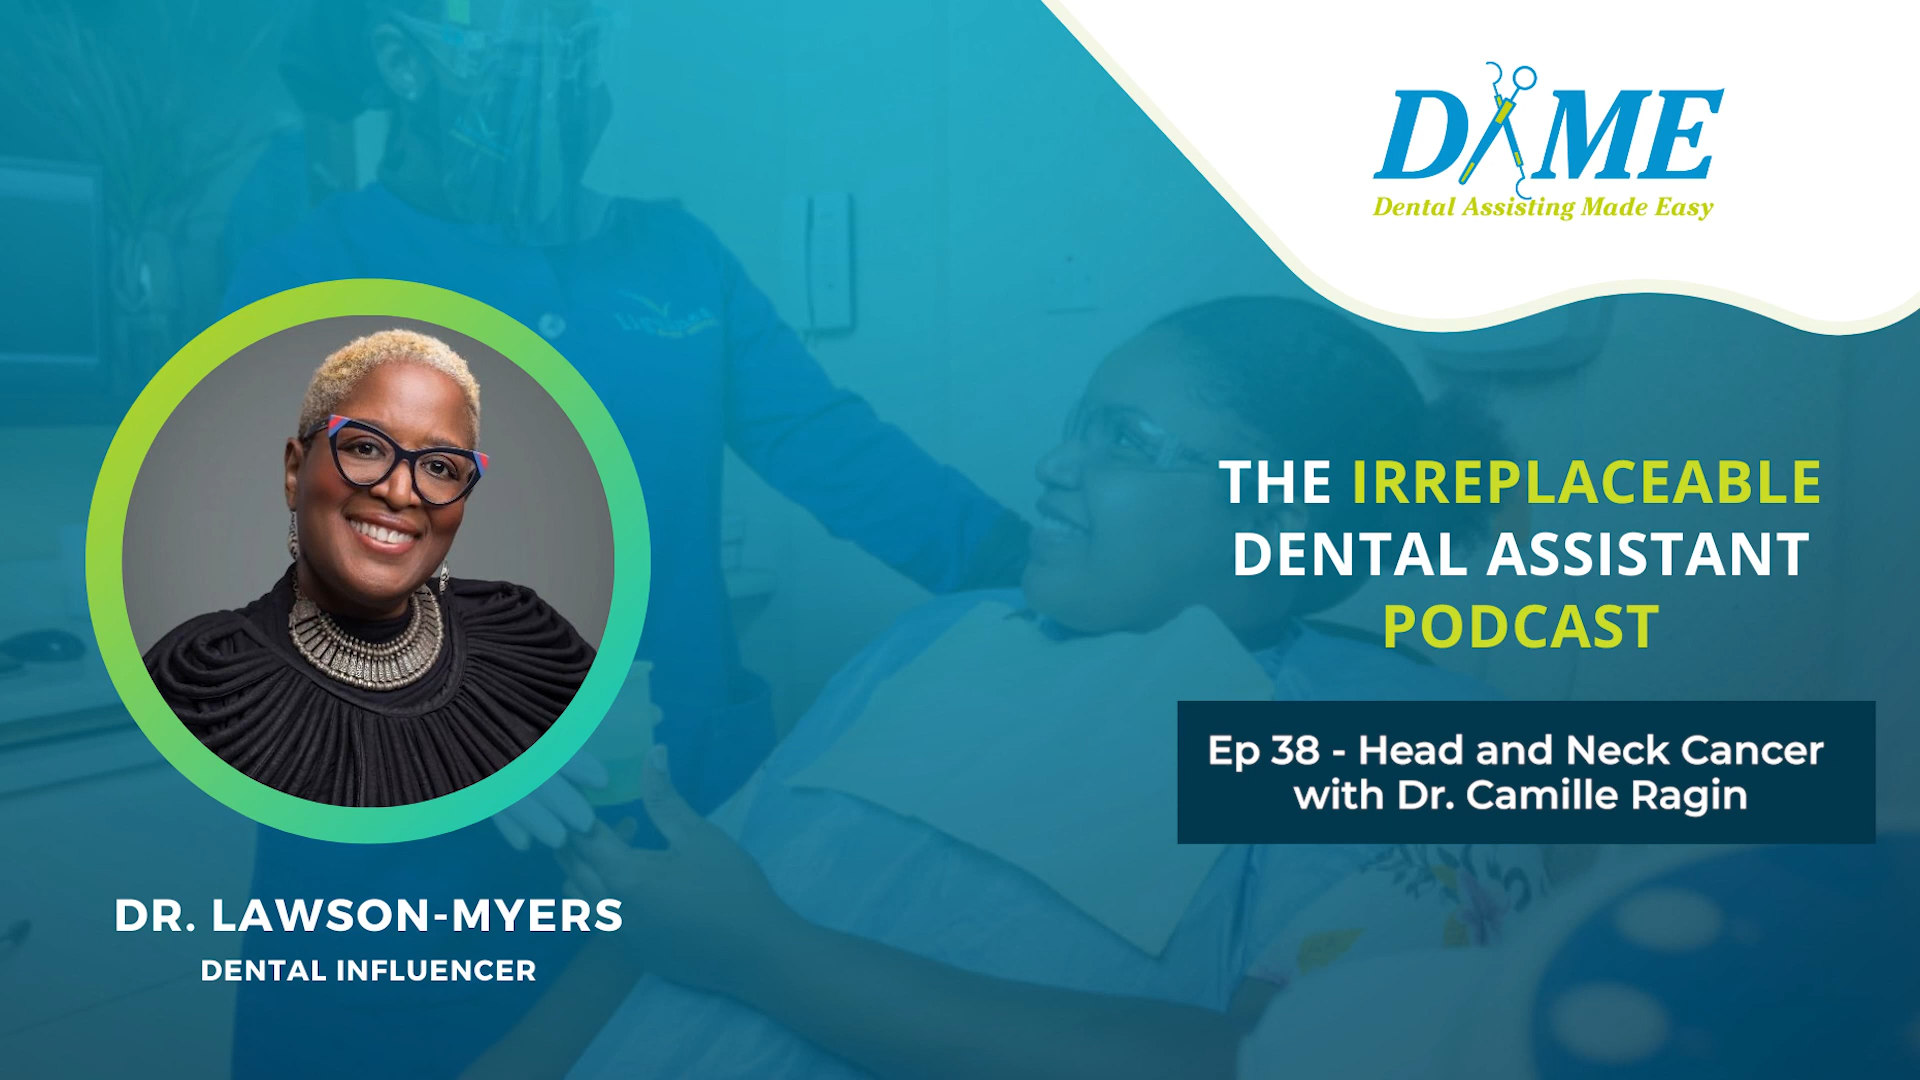 DAME
Dental Assisting Made Easy
THE IRREPLACEABLE
DENTAL ASSISTANT
PODCAST
Ep 38 - Head and Neck Cancer
with Dr. Camille Ragin
DR. LAWSON-MYERS
DENTAL INFLUENCER